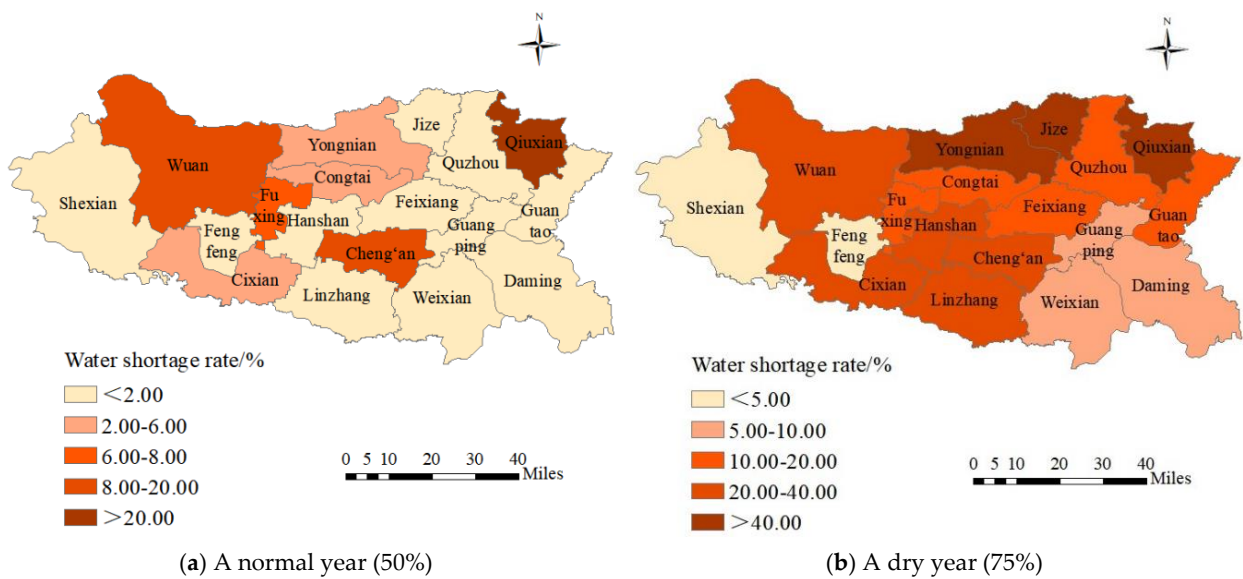 N
Jize
Qiuxian
Wuan
Yongnian
Quzhou
Congtai
Shexian
Fu
xing
Hanshan
Feixiang
Guan
tao
Feng
feng
Guang
ping
Cheng‘an
Cixian
Daming
Linzhang
Weixian
Water shortage rate/%
<2.00
2.00-6.00
6.00-8.00
8.00-20.00
>20.00
0 5 10 20 30 40
Miles
(a) A normal year (50%)
N
Jize
Qiuxian
Wuan
Yongnian
Quzhou
Congtai
Shexian
Fu
xing
Hanshan
Feixiang
Guan
tao
Feng
feng
Guang
ping
Cheng‘an
Cixian
Daming
Linzhang
Weixian
Water shortage rate/%
<5.00
5.00-10.00
10.00-20.00
20.00-40.00
>40.00
0 5 10 20 30 40
Miles
(b) A dry year (75%)